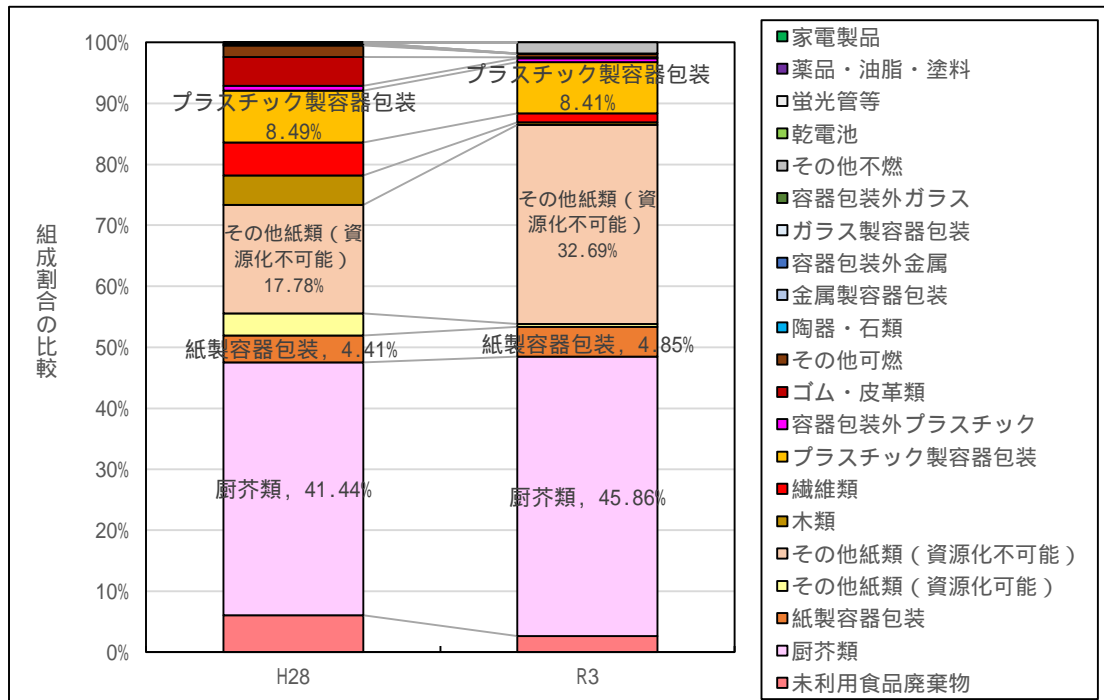 組成割合の比較
100%
90%
80%
70%
60%
50%
40%
30%
20%
10%
0%
プラスチック製容器包装
8.49%
その他紙類（資
源化不可能）
17.78%
紙製容器包装, 4.41%
厨芥類, 41.44%
プラスチック製容器包装
8.41%
その他紙類（資
源化不可能）
32.69%
紙製容器包装, 4.85%
厨芥類, 45.86%
H28
R3
家電製品
薬品・油脂・塗料
蛍光管等
乾電池
その他不燃
容器包装外ガラス
ガラス製容器包装
容器包装外金属
金属製容器包装
陶器・石類
その他可燃
ゴム・皮革類
容器包装外プラスチック
プラスチック製容器包装
繊維類
木類
その他紙類（資源化不可能）
その他紙類（資源化可能）
紙製容器包装
厨芥類
未利用食品廃棄物